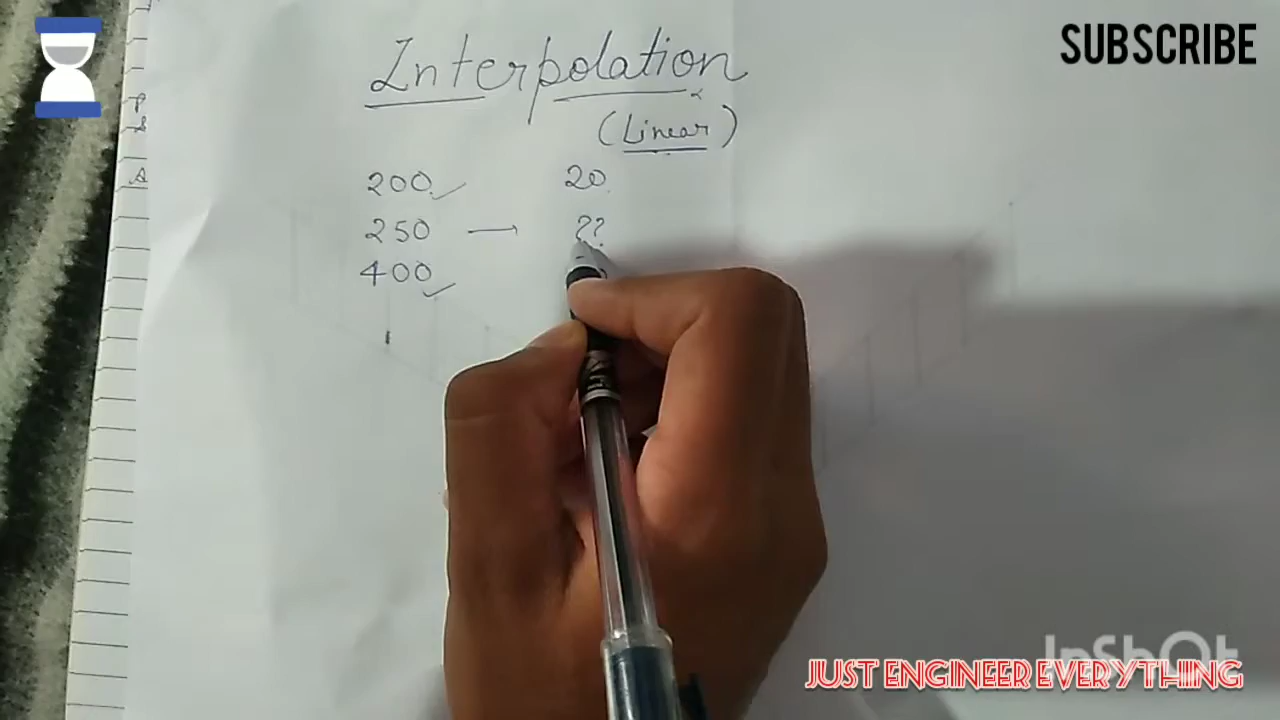 SUBSCRIBE
Interpolation
(Linear)
200 20
250 → ??
400
InShOt
JUST ENGINEER EVERYTHING